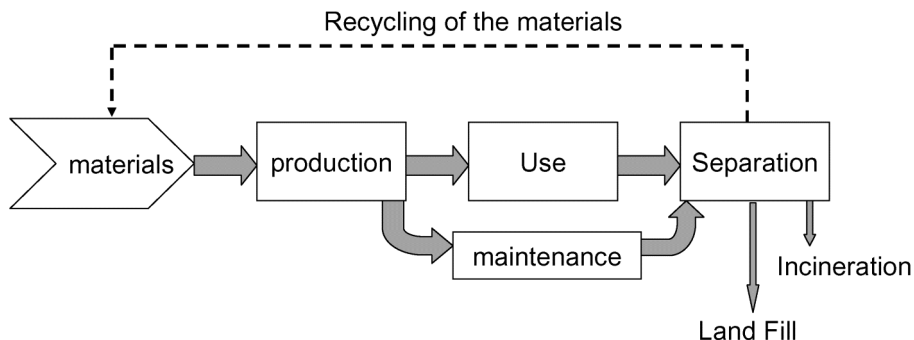 Recycling of the materials
materials
production
Use
Separation
maintenance
Incineration
Land Fill